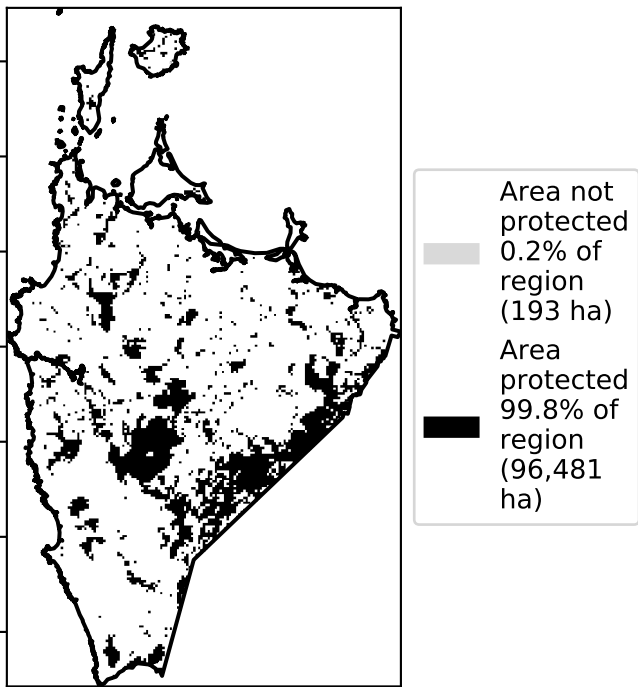 Area not
protected
0.2% of
region
(193 ha)
Area
protected
99.8% of
region
(96,481
ha)